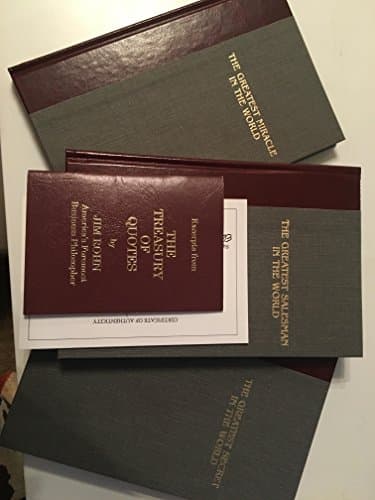 THE GREATEST MIRACLE
IN THE WORLD
THE GREATEST SALESMAN
IN THE WORLD
Excerpts from
THE
TREASURY
OF
QUOTES
by
JIM ROHN
America's Foremost
Business Philosopher
CERTIFICATE OF AUTHENTICITY
THE GREATEST SECRET
IN THE WORLD